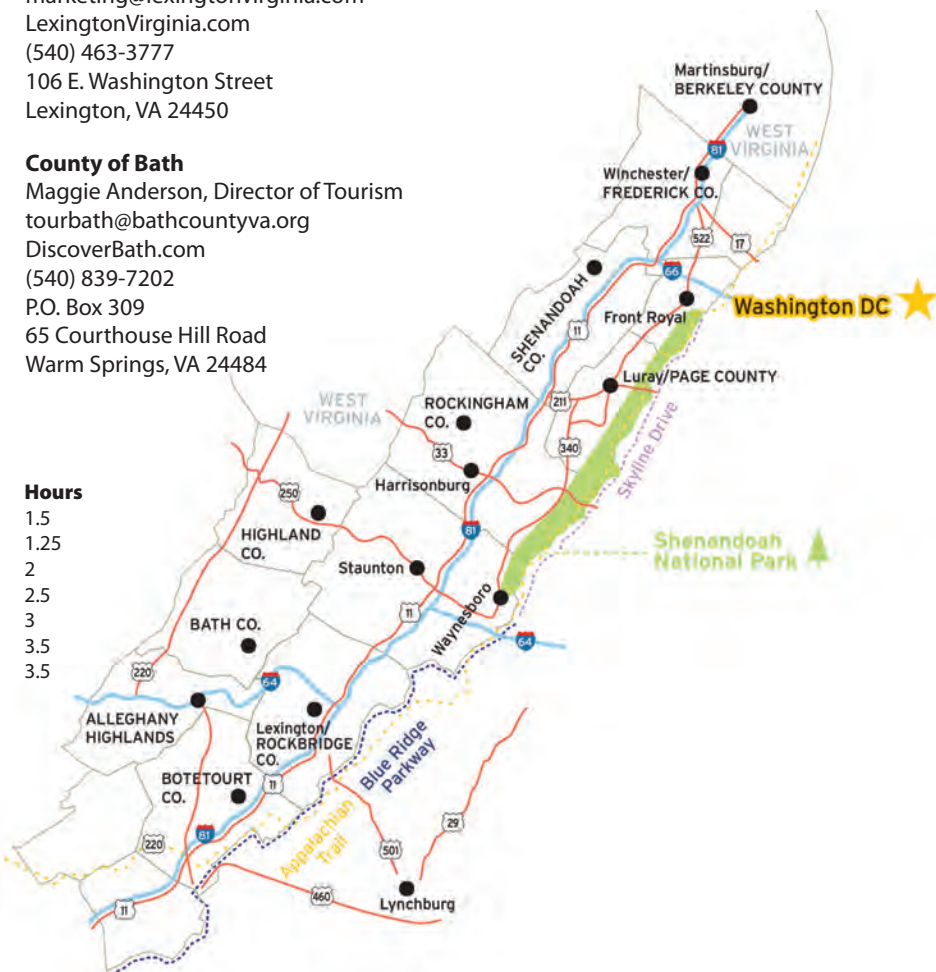 marketing@lexingtonvirginia.com
LexingtonVirginia.com
(540) 463-3777
106 E. Washington Street
Lexington, VA 24450
County of Bath
Maggie Anderson, Director of Tourism
tourbath@bathcountyva.org
DiscoverBath.com
(540) 839-7202
P.O. Box 309
65 Courthouse Hill Road
Warm Springs, VA 24484
Hours
1.5
1.25
2
2.5
3
3.5
3.5
Martinsburg/
BERKELEY COUNTY
WEST
VIRGINIA
81
Winchester/
FREDERICK CO.
522
17
66
SHENANDOAH
CO.
Front Royal
Washington DC
11
Luray/PAGE COUNTY
211
WEST
VIRGINIA
ROCKINGHAM
CO.
33
340
Skyline Drive
Harrisonburg
250
HIGHLAND
CO.
81
Shenandoah
National Park
Staunton
11
Waynesboro
64
BATH CO.
220
64
ALLEGHANY
HIGHLANDS
Lexington/
ROCKBRIDGE
CO.
Blue Ridge
Parkway
BOTETOURT
CO.
11
81
220
Appalachian
Trail
29
501
460
Lynchburg
11